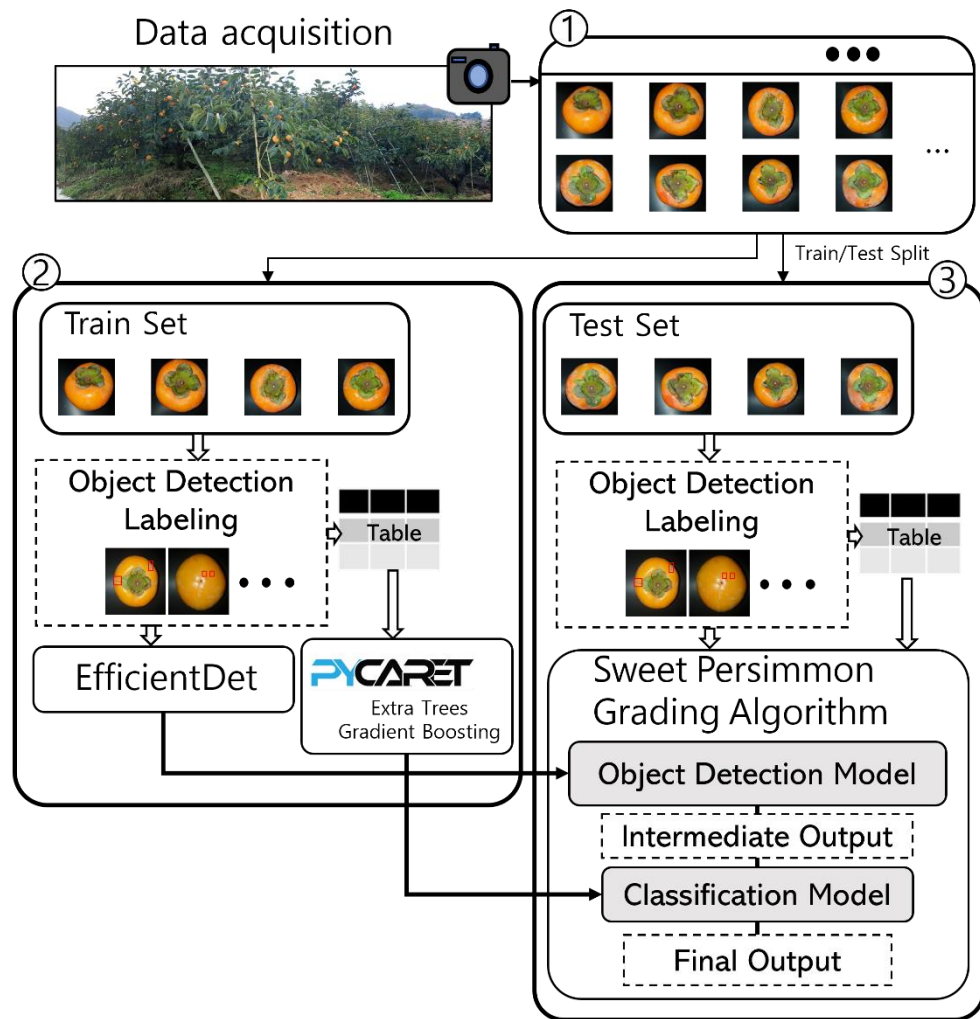 Data acquisition
①
...
Train/Test Split
②
Train Set
Object Detection
Labeling
Table
EfficientDet
PYCARET
Extra Trees
Gradient Boosting
③
Test Set
Object Detection
Labeling
Table
Sweet Persimmon
Grading Algorithm
Object Detection Model
Intermediate Output
Classification Model
Final Output